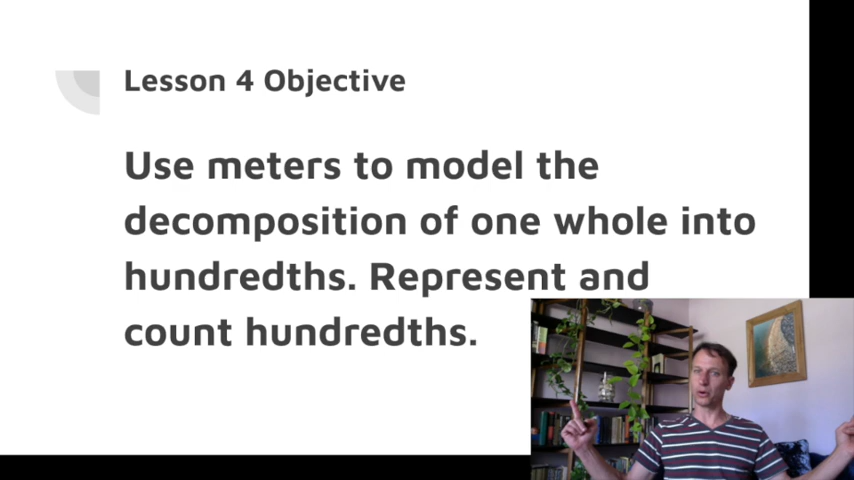 Lesson 4 Objective
Use meters to model the
decomposition of one whole into
hundredths. Represent and
count hundredths.